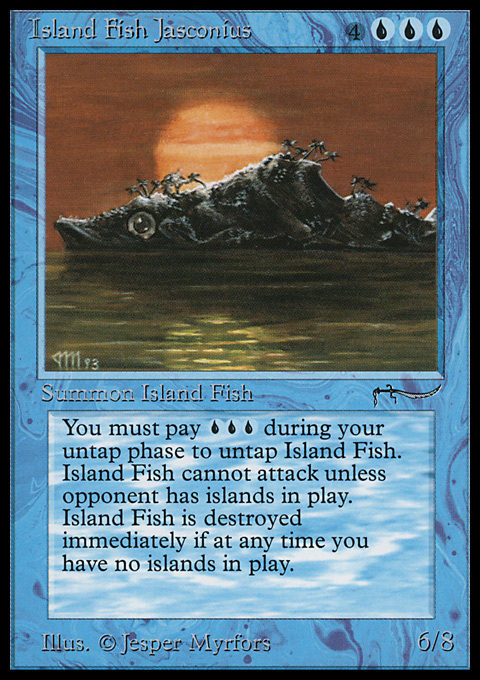 Island Fish Jasconius 4
JM 93
Summon Island Fish
You must pay during your
untap phase to untap Island Fish.
Island Fish cannot attack unless
opponent has islands in play.
Island Fish is destroyed
immediately if at any time you
have no islands in play.
Illus. © Jesper Myrfors 6/8